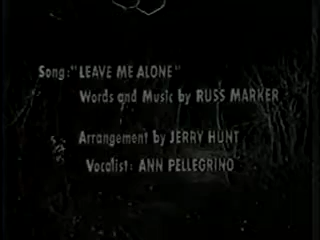 Song: "LEAVE ME ALONE"
Words and Music by RUSS MARKER
Arrangement by JERRY HUNT
Vocalist: ANN PELLEGRINO